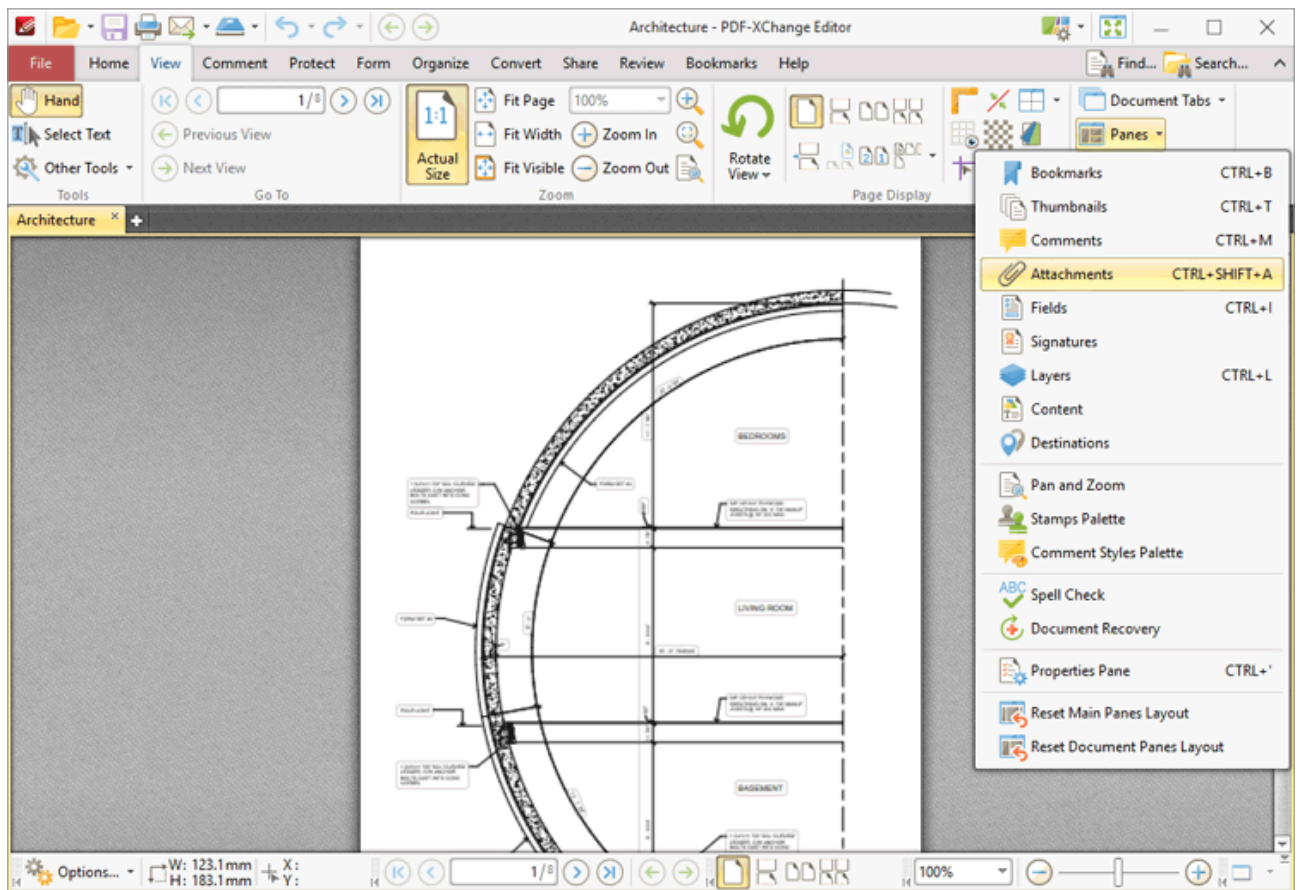 Architecture - PDF-XChange Editor
File Home View Comment Protect Form Organize Convert Share Review Bookmarks Help Find... Search...
Hand
Select Text
Other Tools
Tools
1/8
Previous View
Next View
Go To
1:1
Actual
Size
Fit Page 100%
Fit Width Zoom In
Fit Visible Zoom Out
Zoom
Rotate
View
Page Display
Document Tabs
Panes
Architecture
Bookmarks CTRL+B
Thumbnails CTRL+T
Comments CTRL+M
Attachments CTRL+SHIFT+A
Fields CTRL+I
Signatures
Layers CTRL+L
Content
Destinations
Pan and Zoom
Stamps Palette
Comment Styles Palette
ABC Spell Check
Document Recovery
Properties Pane CTRL+'
Reset Main Panes Layout
Reset Document Panes Layout
BEDROOMS
LIVING ROOM
BASEMENT
Options... W: 123.1 mm X:
H: 183.1 mm Y:
1/8
100%